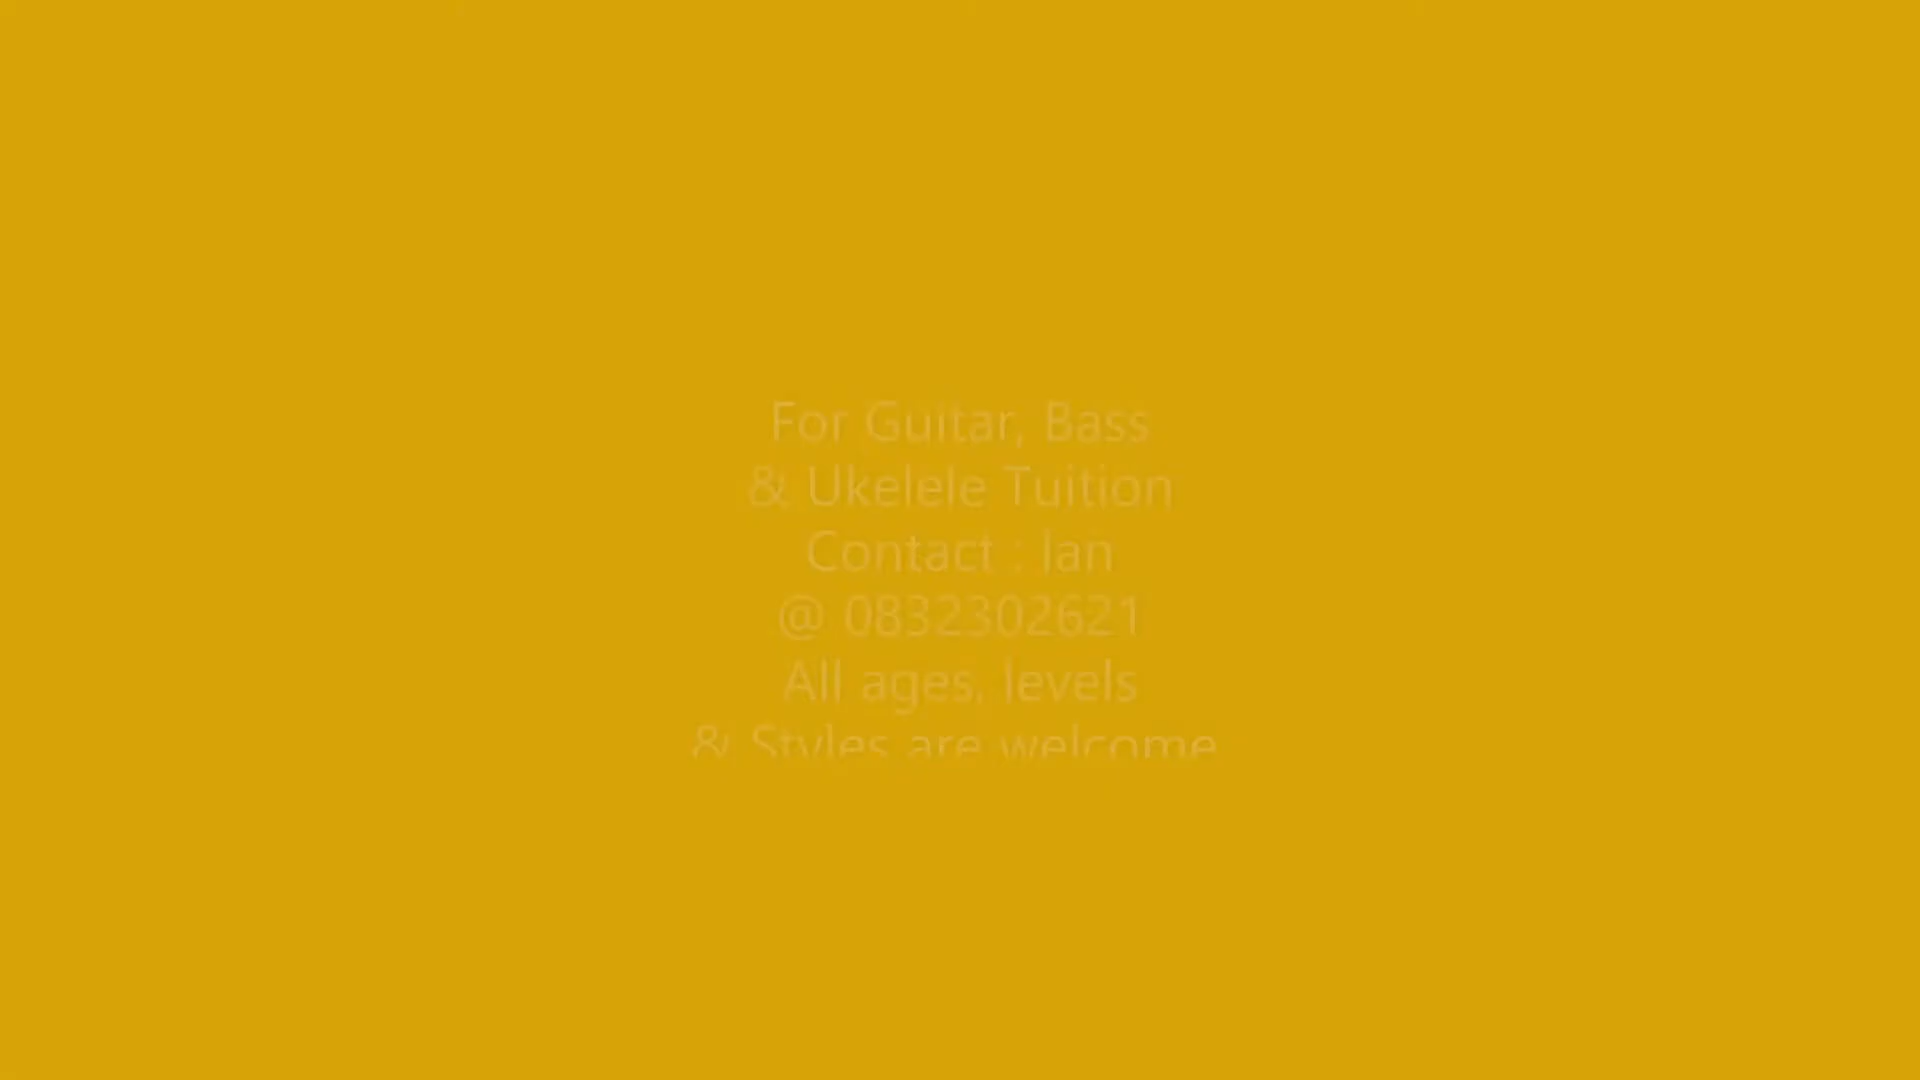 For Guitar, Bass
& Ukelele Tuition
Contact : Ian
@ 0832302621
All ages, levels
& Styles are welcome